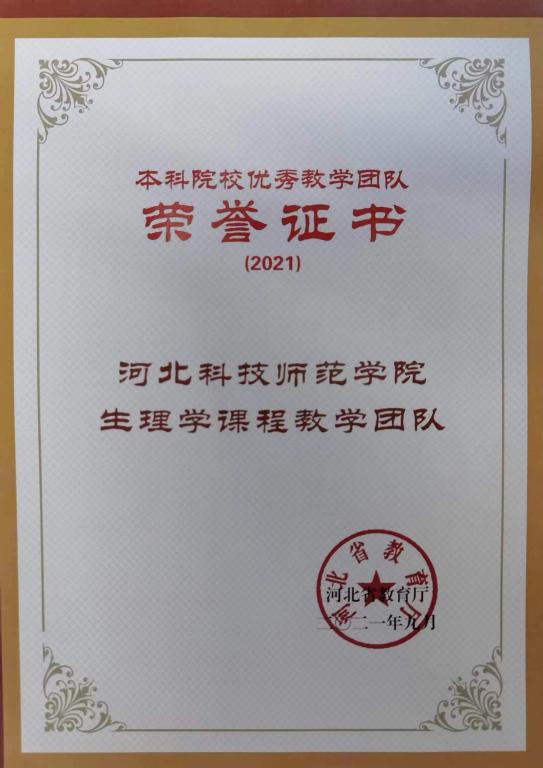 本科院校优秀教学团队
荣誉证书
(2021)
河北科技师范学院
生理学课程教学团队
河北省教育厅
河北省教育厅
二〇二一年九月